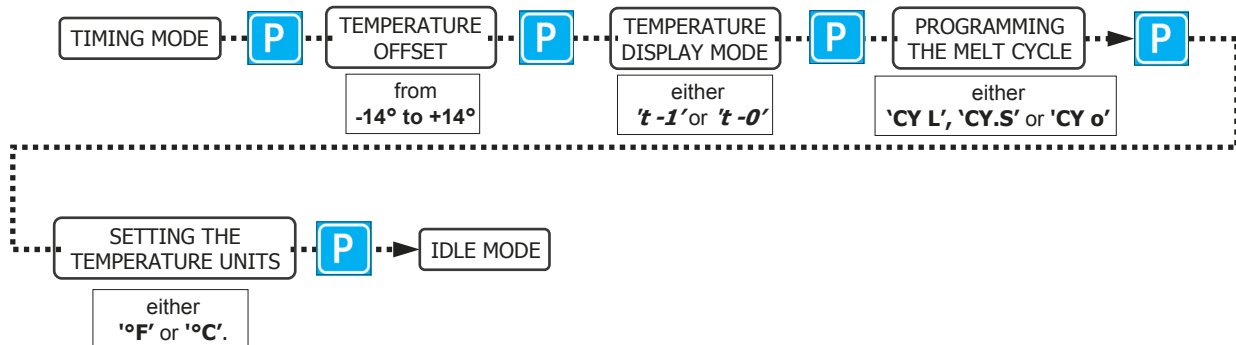 TIMING MODE
P
TEMPERATURE
OFFSET
P
TEMPERATURE
DISPLAY MODE
P
PROGRAMMING
THE MELT CYCLE
P
from
-14° to +14°
either
't -1' or 't -0'
either
‘CY L’, ‘CY.S’ or 'CY o’
SETTING THE
TEMPERATURE UNITS
P
IDLE MODE
either
'°F’ or '°C’.